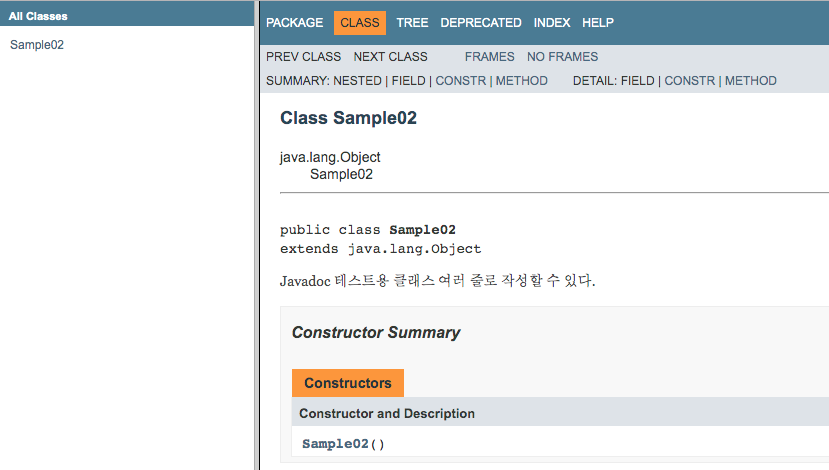 All Classes
Sample02
PACKAGE CLASS TREE DEPRECATED INDEX HELP
PREV CLASS NEXT CLASS FRAMES NO FRAMES
SUMMARY: NESTED | FIELD | CONSTR | METHOD DETAIL: FIELD | CONSTR | METHOD
Class Sample02
java.lang.Object
Sample02
public class Sample02
extends java.lang.Object
Javadoc 테스트용 클래스 여러 줄로 작성할 수 있다.
Constructor Summary
Constructors
Constructor and Description
Sample02()